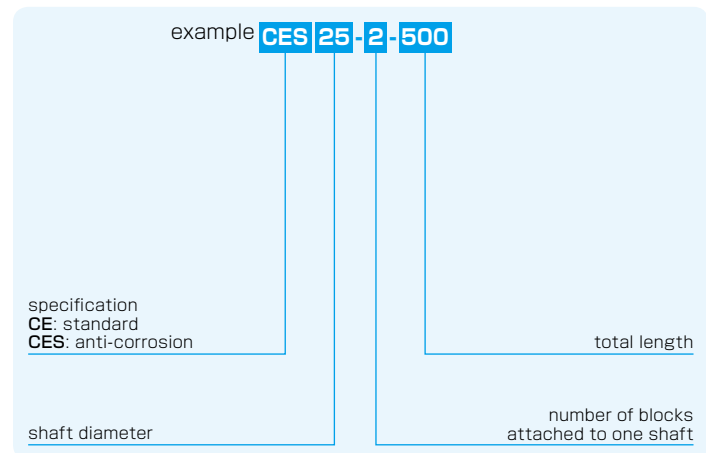 example CES 25 - 2 - 500
specification
CE: standard
CES: anti-corrosion
total length
shaft diameter
number of blocks
attached to one shaft